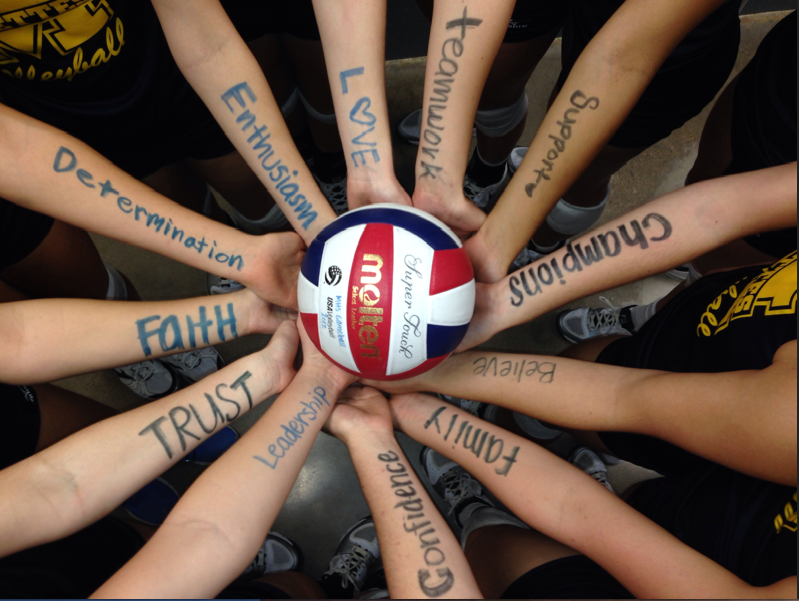 Volleyball
Enthusiasm
LOVE
teamwork
Support
Determination
Champions
FAITH
Believe
TRUST
Leadership
Family
Confidence
molten
Super Touch
USA Volleyball